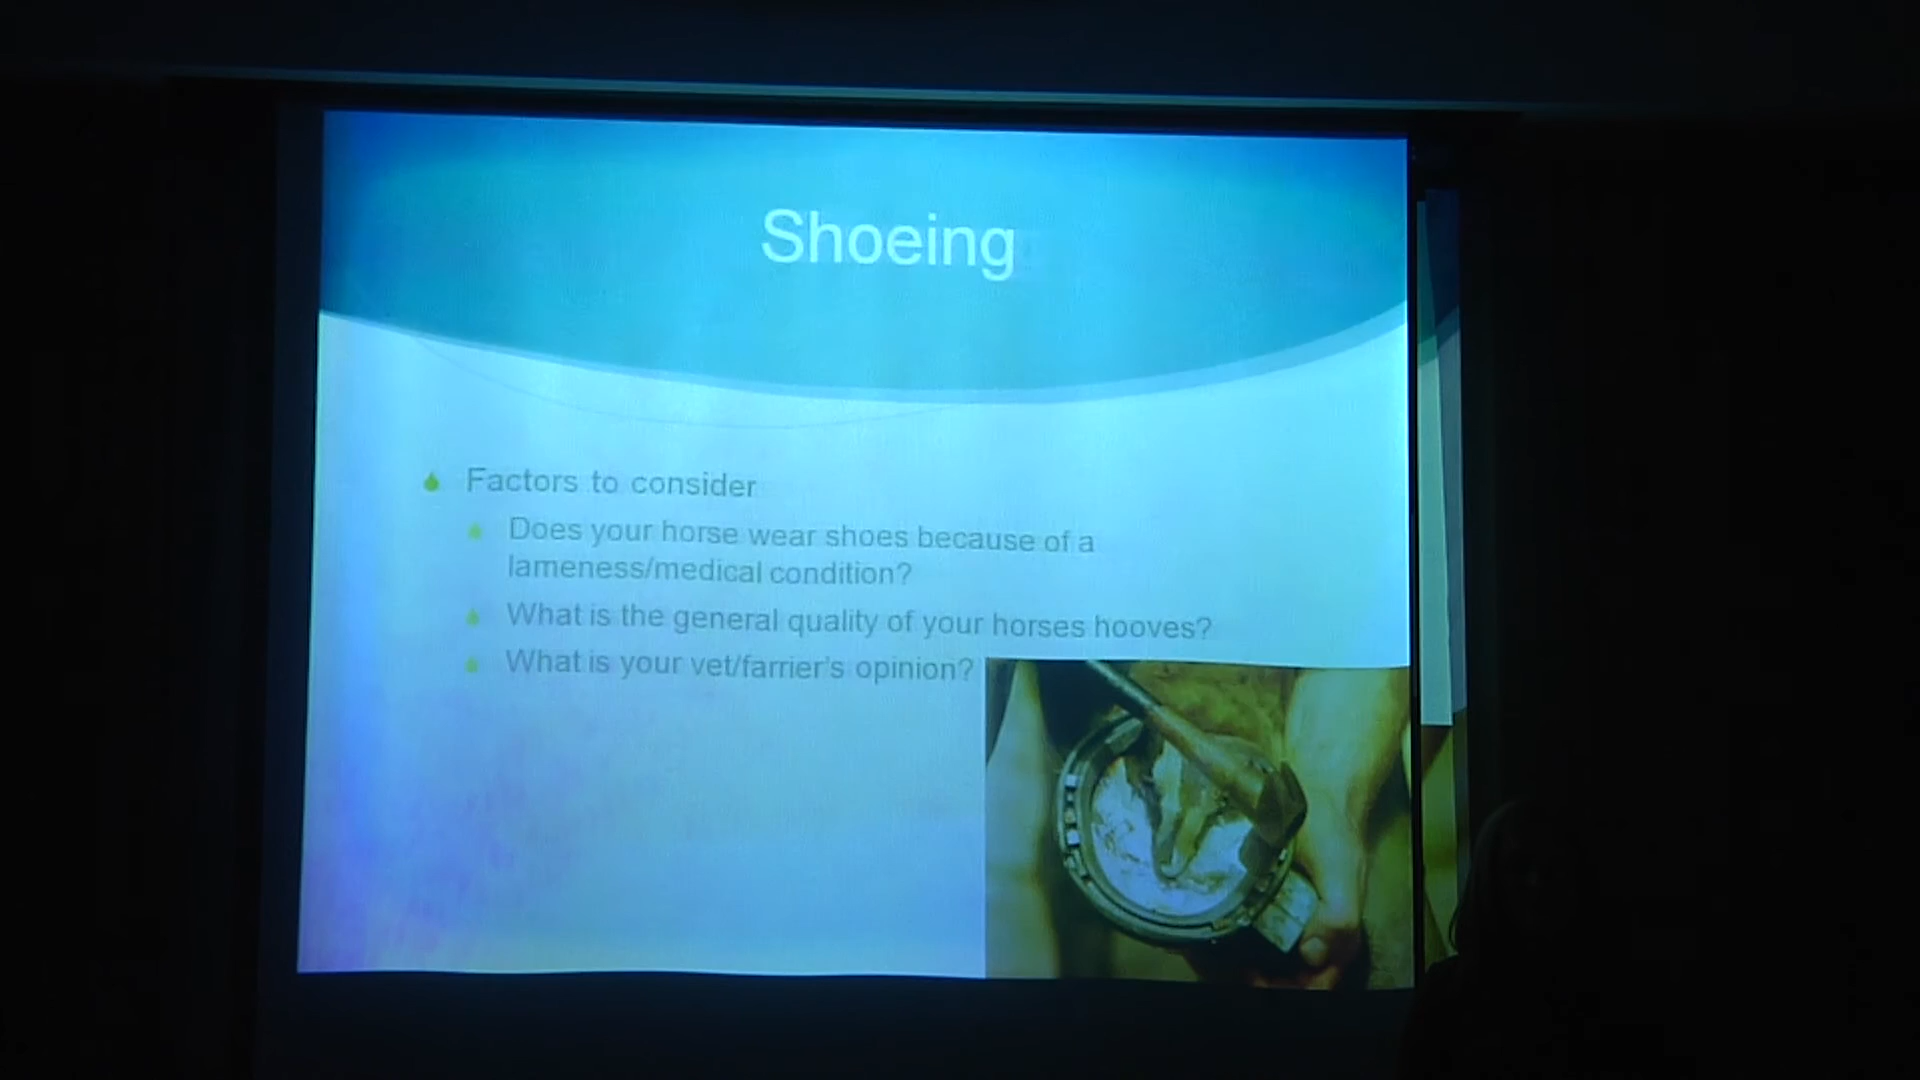 Shoeing
Factors to consider
Does your horse wear shoes because of a
lameness/medical condition?
What is the general quality of your horses hooves?
What is your vet/farrier's opinion?